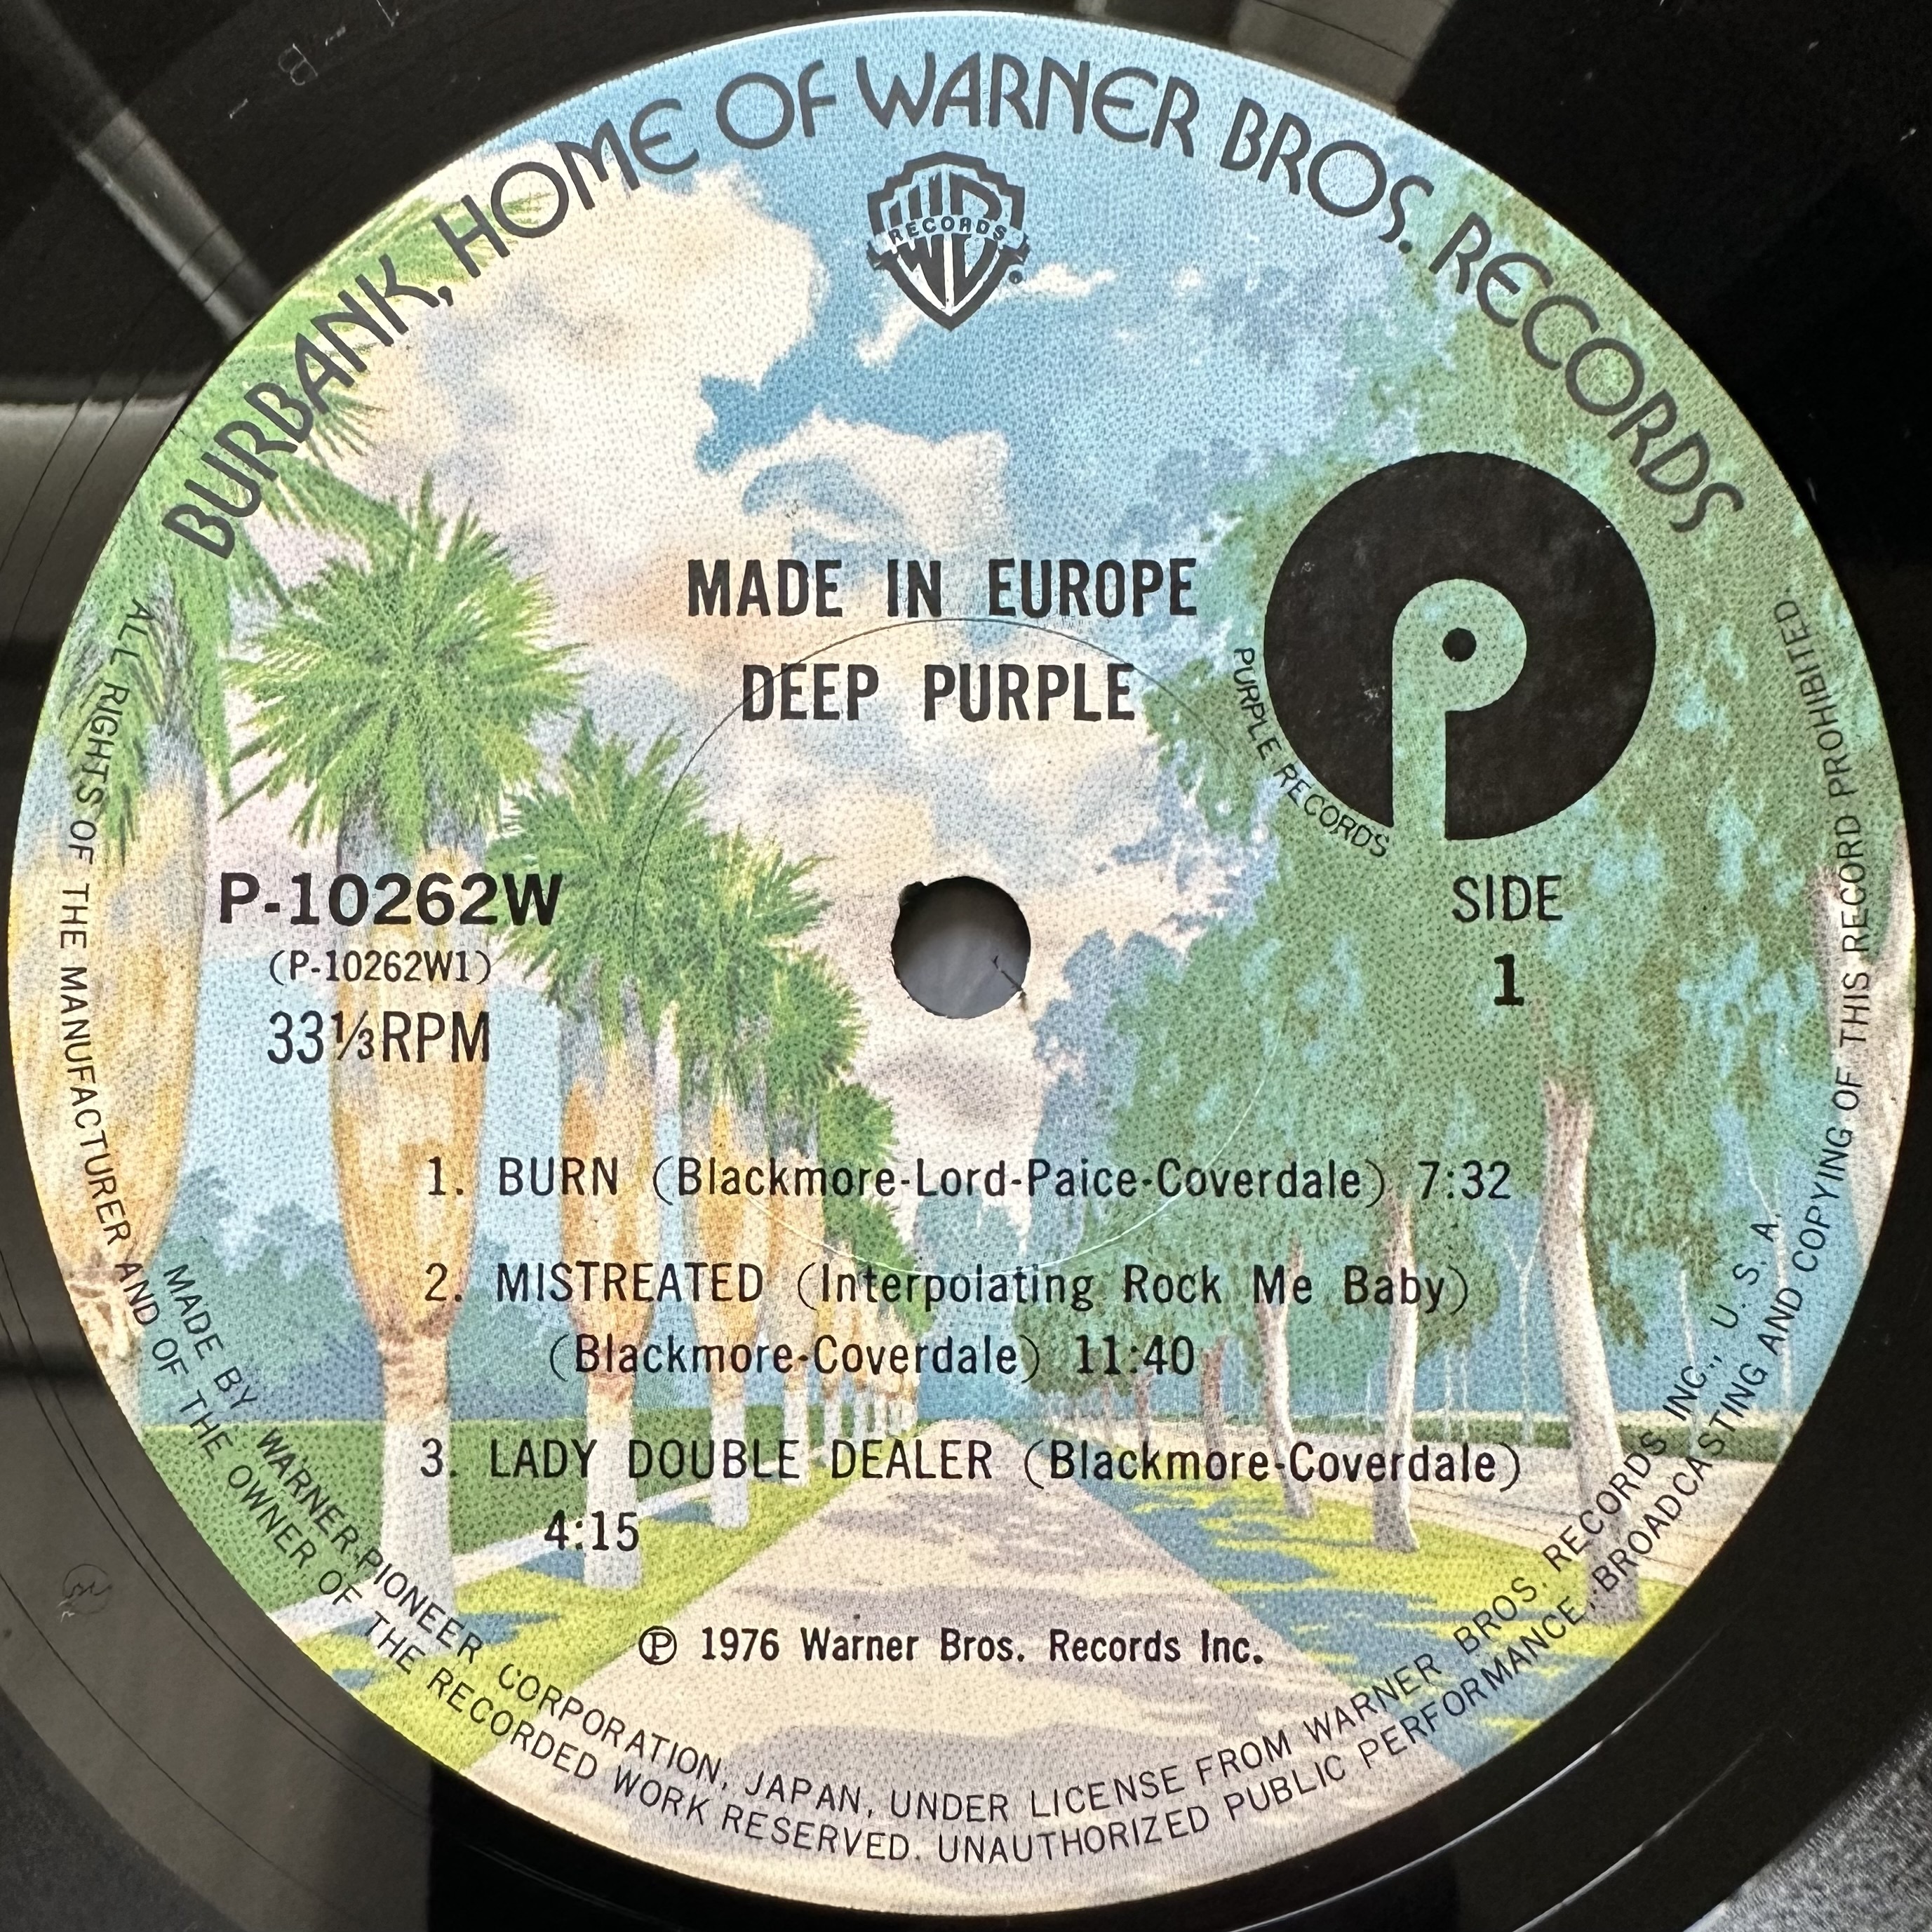 BURBANK, HOME OF WARNER BROS. RECORDS
WB
RECORDS
MADE IN EUROPE
DEEP PURPLE
PURPLE RECORDS
P-10262W
(P-10262W1)
33⅓RPM
SIDE
1
1. BURN (Blackmore-Lord-Paice-Coverdale) 7:32
2. MISTREATED (Interpolating Rock Me Baby)
(Blackmore-Coverdale) 11:40
3. LADY DOUBLE DEALER (Blackmore-Coverdale)
4:15
℗ 1976 Warner Bros. Records Inc.
MADE BY WARNER-PIONEER CORPORATION, JAPAN, UNDER LICENSE FROM WARNER BROS. RECORDS INC., U. S. A.
ALL RIGHTS OF THE MANUFACTURER AND OF THE OWNER OF THE RECORDED WORK RESERVED. UNAUTHORIZED PUBLIC PERFORMANCE, BROADCASTING AND COPYING OF THIS RECORD PROHIBITED.